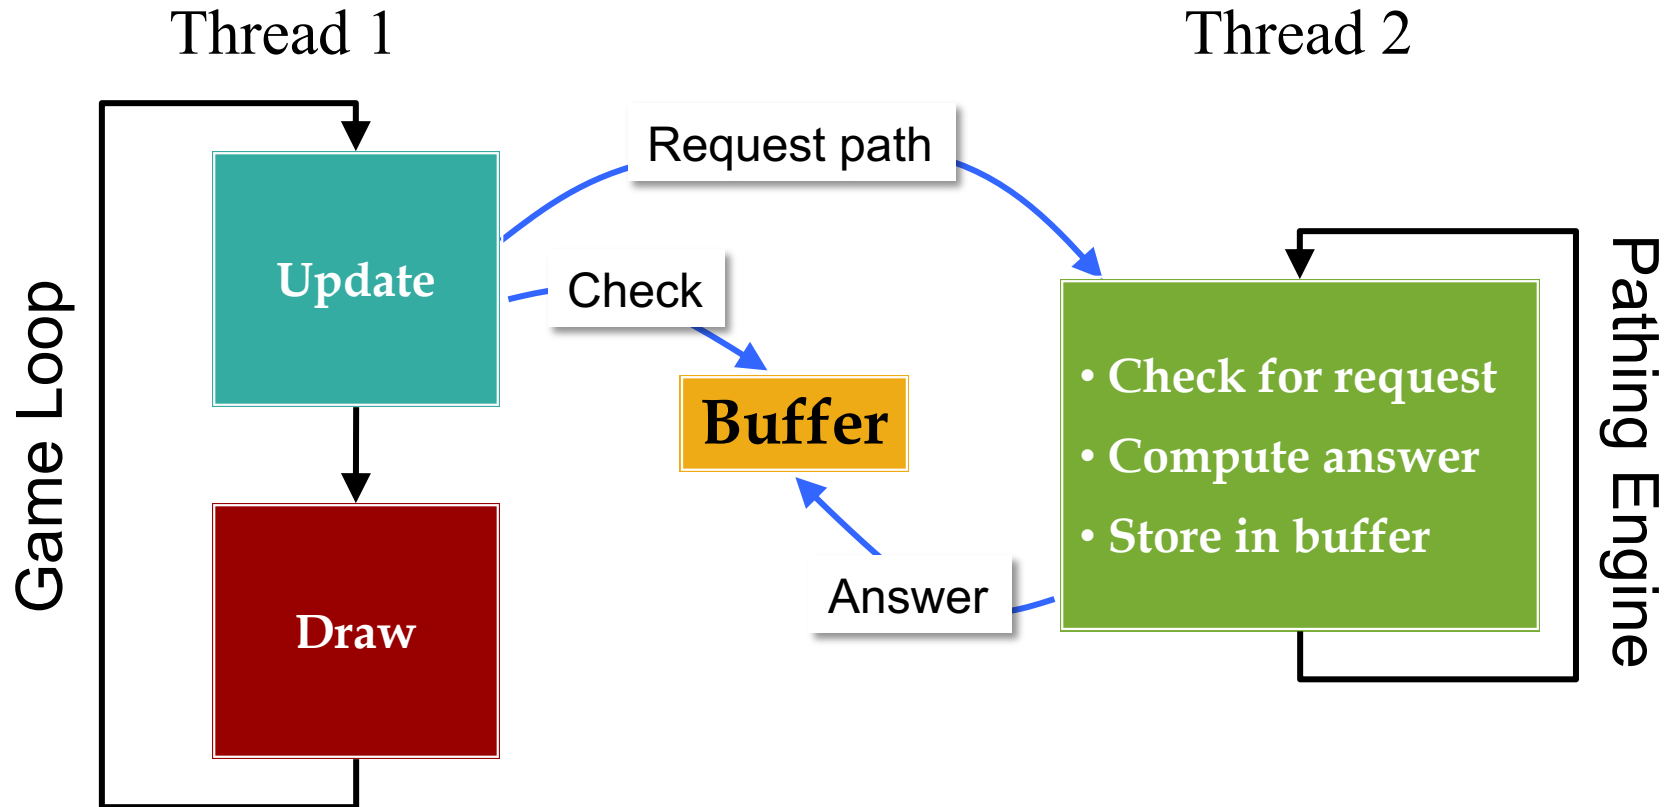 Thread 1
Thread 2
Game Loop
Update
Draw
Request path
Check
Buffer
Answer
• Check for request
• Compute answer
• Store in buffer
Pathing Engine